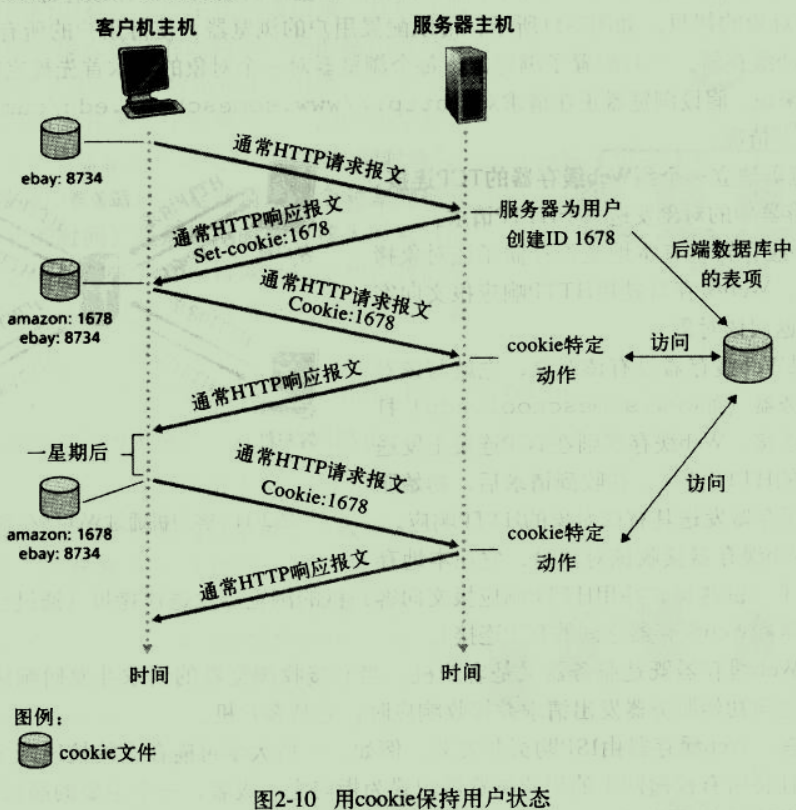 客户机主机
服务器主机
ebay: 8734
通常HTTP请求报文
服务器为用户
创建ID 1678
通常HTTP响应报文
Set-cookie:1678
后端数据库中
的表项
amazon: 1678
ebay: 8734
通常HTTP请求报文
Cookie:1678
cookie特定
动作
访问
通常HTTP响应报文
一星期后
amazon: 1678
ebay: 8734
通常HTTP请求报文
Cookie:1678
访问
cookie特定
动作
通常HTTP响应报文
时间
时间
图例：
cookie文件
图2-10 用cookie保持用户状态